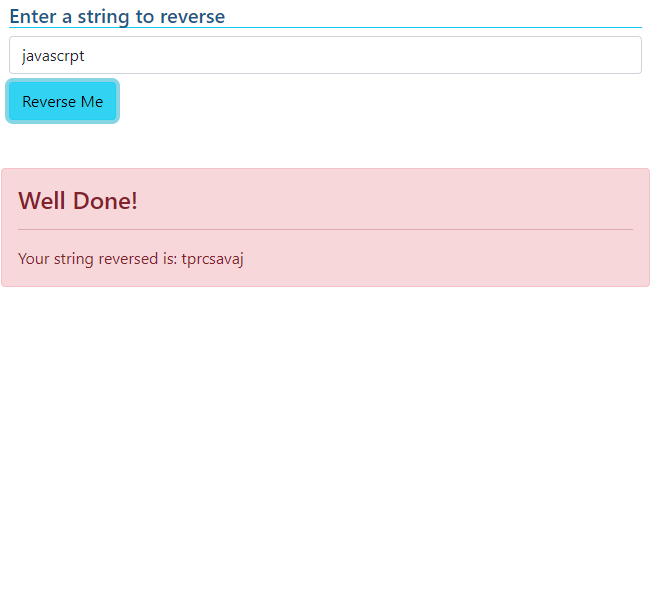 Enter a string to reverse
javascrpt
Reverse Me
Well Done!
Your string reversed is: tprcsavaj